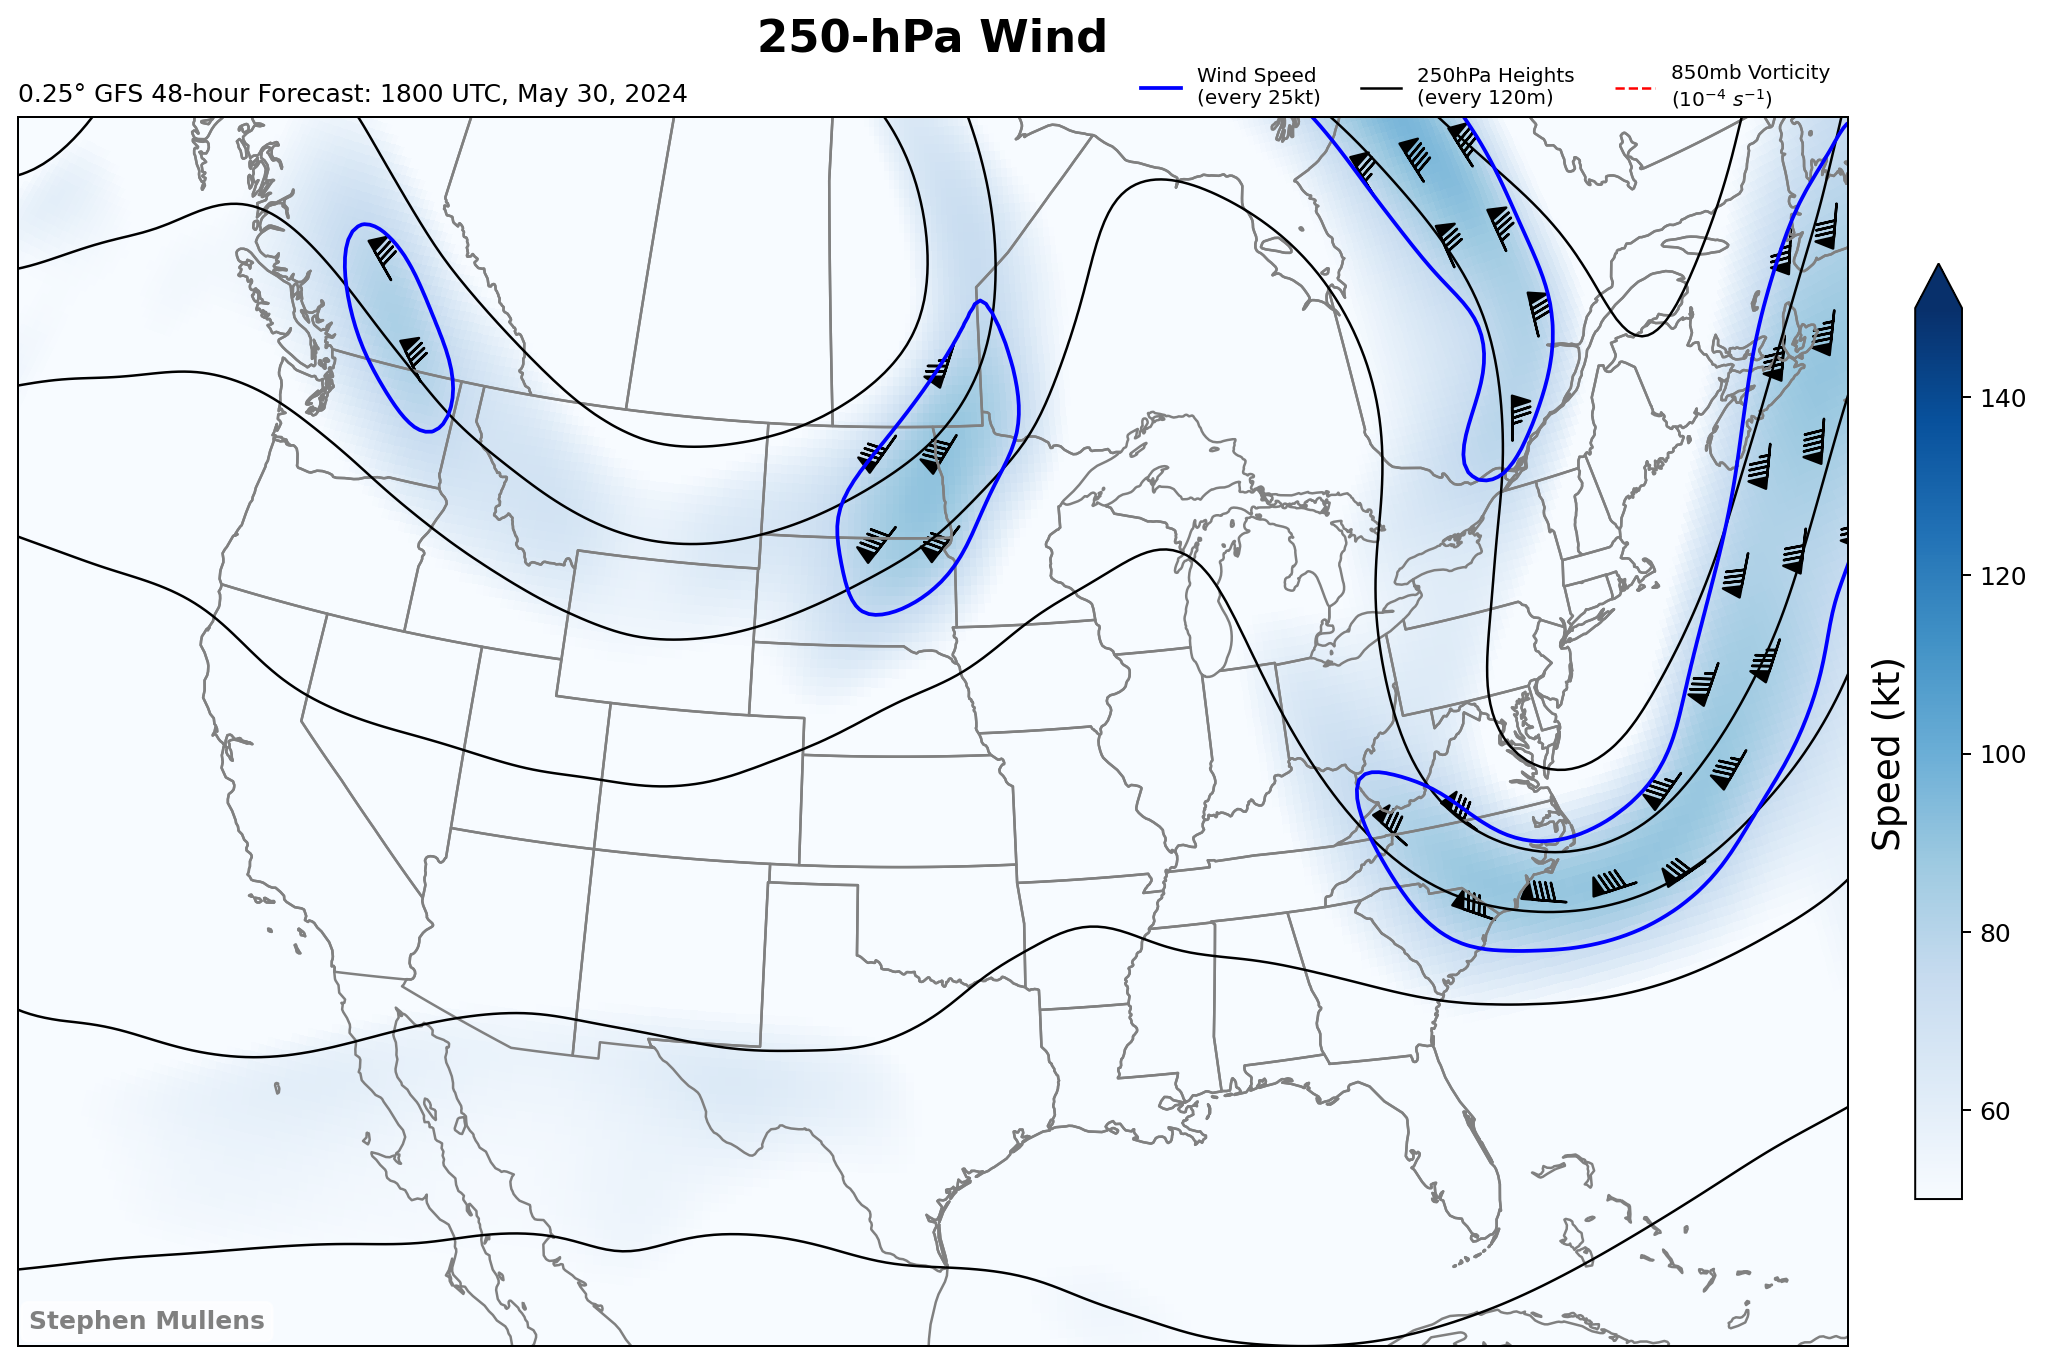 250-hPa Wind
0.25° GFS 48-hour Forecast: 1800 UTC, May 30, 2024
Wind Speed
(every 25kt)
250hPa Heights
(every 120m)
850mb Vorticity
(10⁻⁴ s⁻¹)
140
120
100
80
60
Speed (kt)
Stephen Mullens